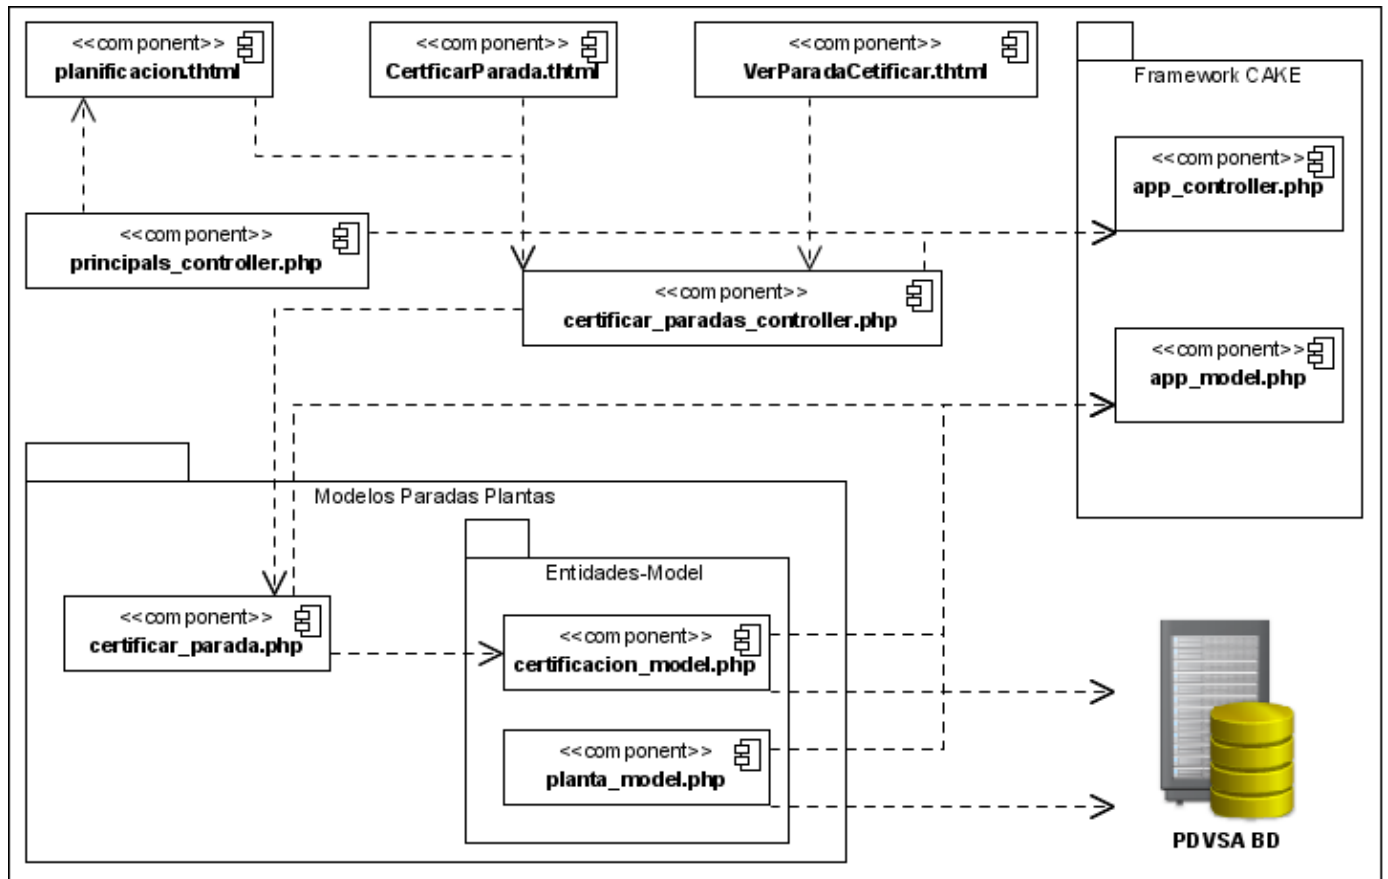 <<component>>
planificacion.thtml
<<component>>
CertficarParada.thtml
<<component>>
VerParadaCetificar.thtml
Framework CAKE
<<component>>
app_controller.php
<<component>>
principals_controller.php
<<component>>
certificar_paradas_controller.php
<<component>>
app_model.php
Modelos Paradas Plantas
Entidades-Model
<<component>>
certificar_parada.php
<<component>>
certificacion_model.php
<<component>>
planta_model.php
PDVSA BD